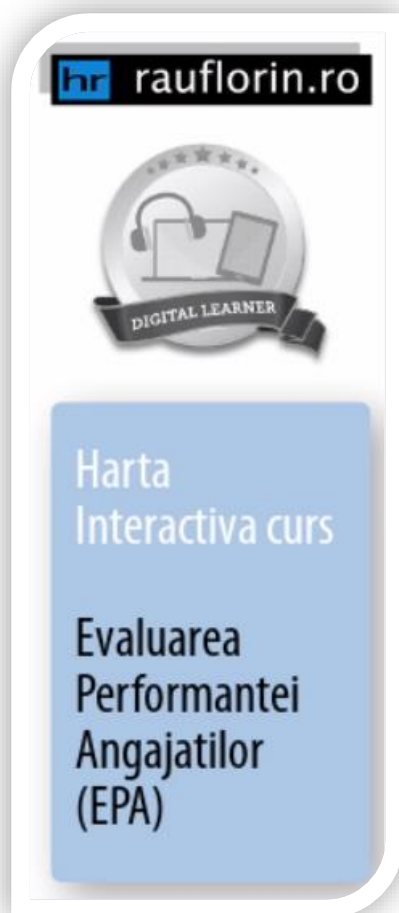 hr rauflorin.ro
DIGITAL LEARNER
Harta
Interactiva curs
Evaluarea
Performantei
Angajatilor
(EPA)